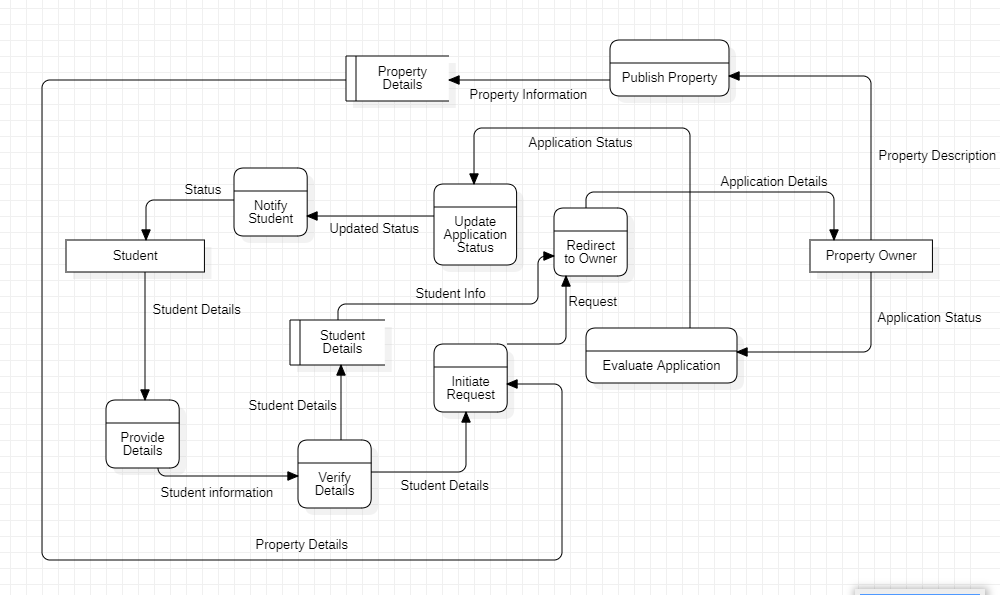 Property
Details
Publish Property
Property Information
Application Status
Property Description
Application Details
Status
Notify
Student
Updated Status
Update
Application
Status
Redirect
to Owner
Student
Property Owner
Student Info
Request
Student Details
Application Status
Student
Details
Evaluate Application
Initiate
Request
Student Details
Provide
Details
Verify
Details
Student information
Student Details
Property Details